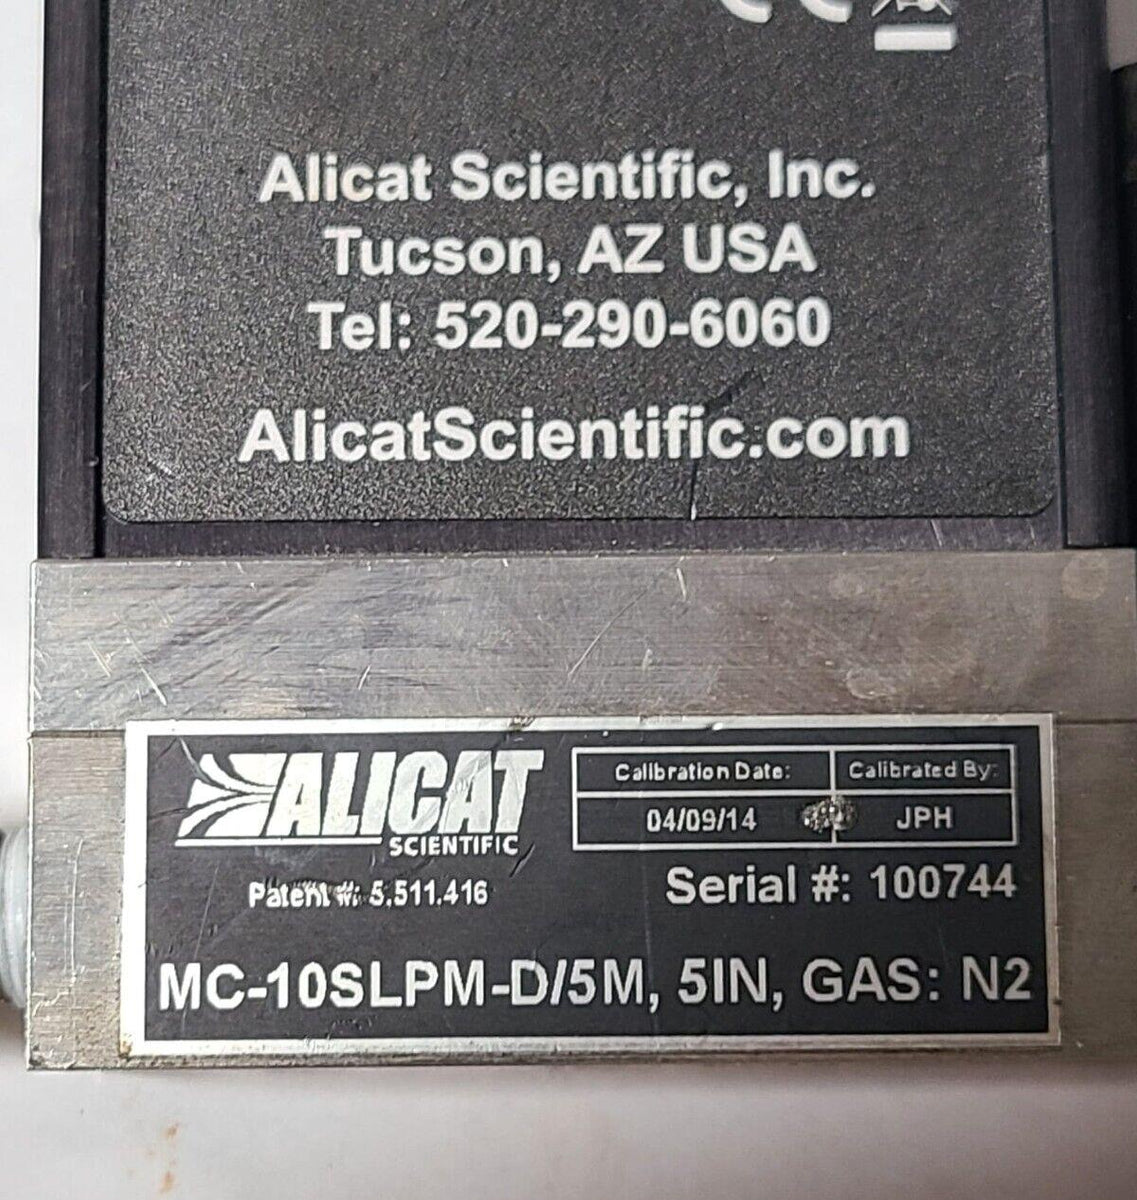 CE
Alicat Scientific, Inc.
Tucson, AZ USA
Tel: 520-290-6060
AlicatScientific.com
ALICAT
SCIENTIFIC
Calibration Date: Calibrated By:
04/09/14 JPH
Patent #: 5,511,416
Serial #: 100744
MC-10SLPM-D/5M, 5IN, GAS: N2